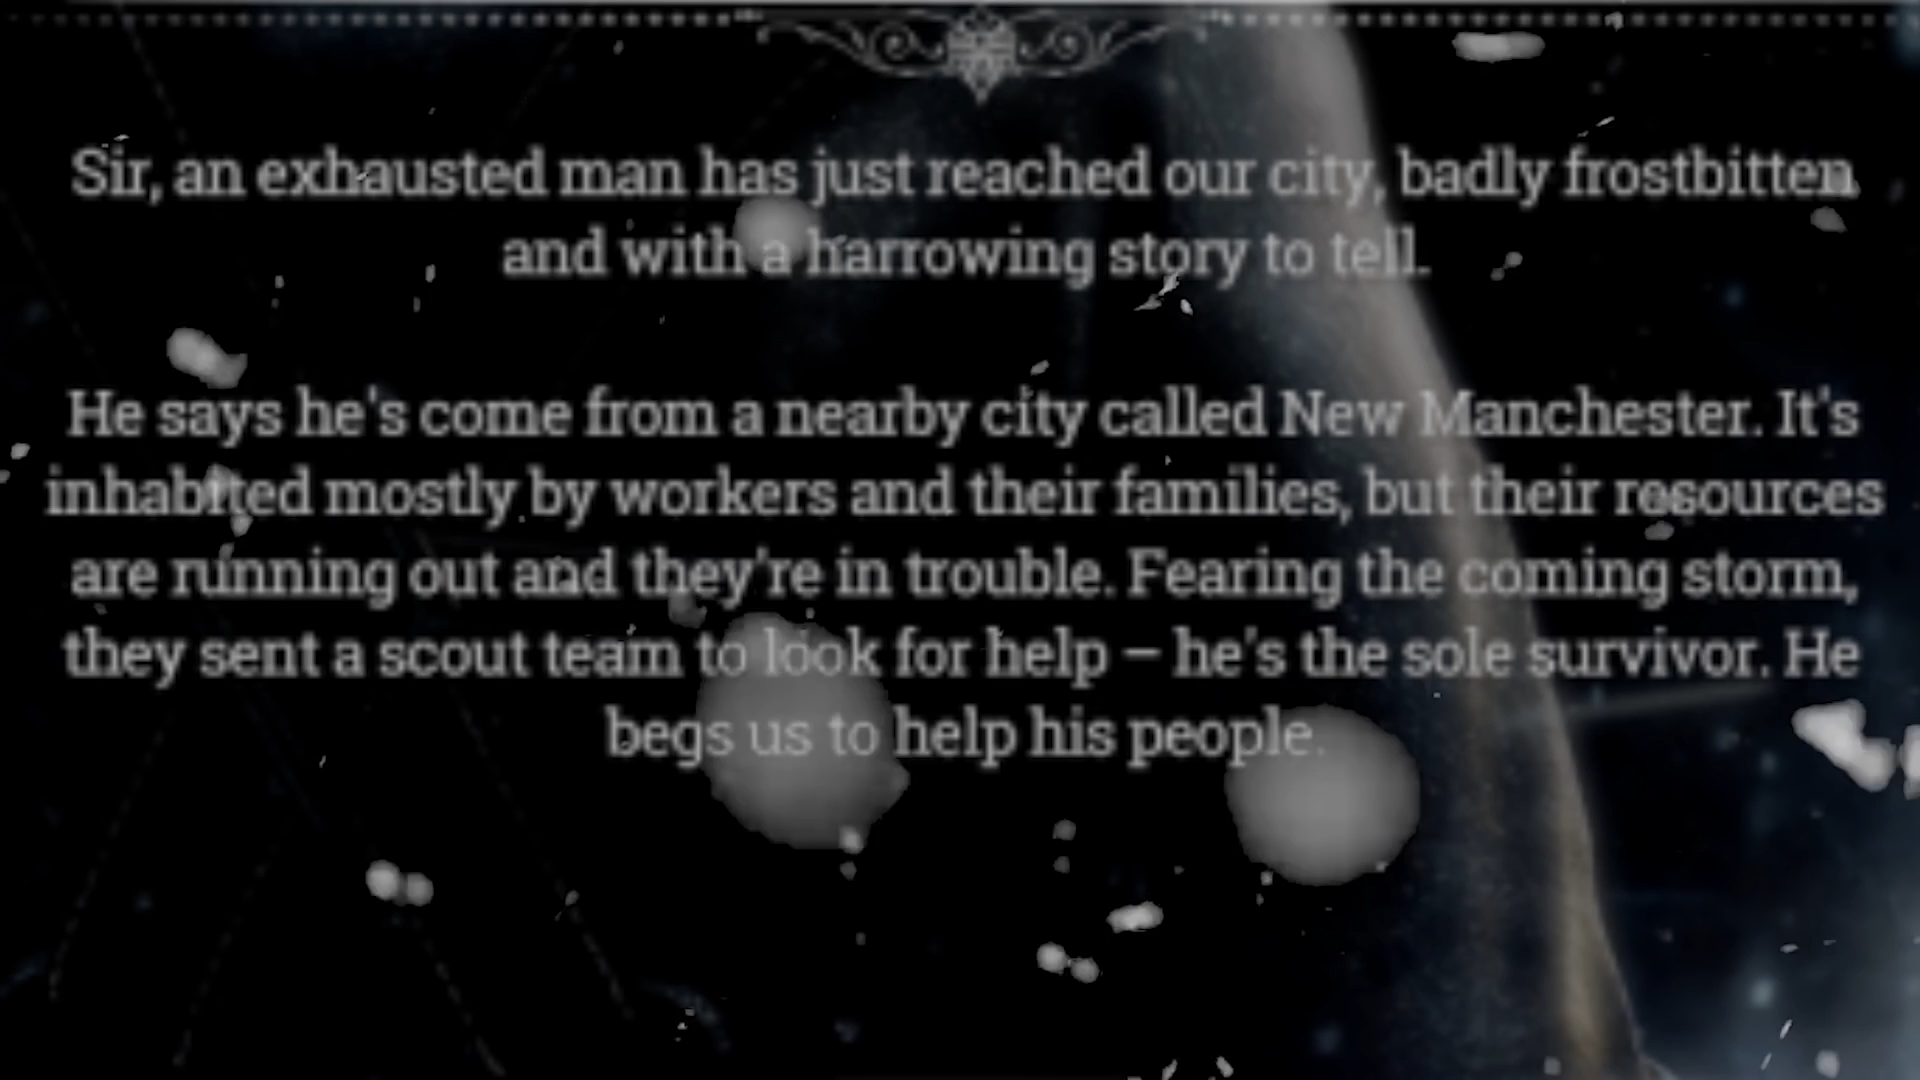 Sir, an exhausted man has just reached our city, badly frostbitten
and with a harrowing story to tell.
He says he's come from a nearby city called New Manchester. It's
inhabited mostly by workers and their families, but their resources
are running out and they're in trouble. Fearing the coming storm,
they sent a scout team to look for help – he's the sole survivor. He
begs us to help his people.